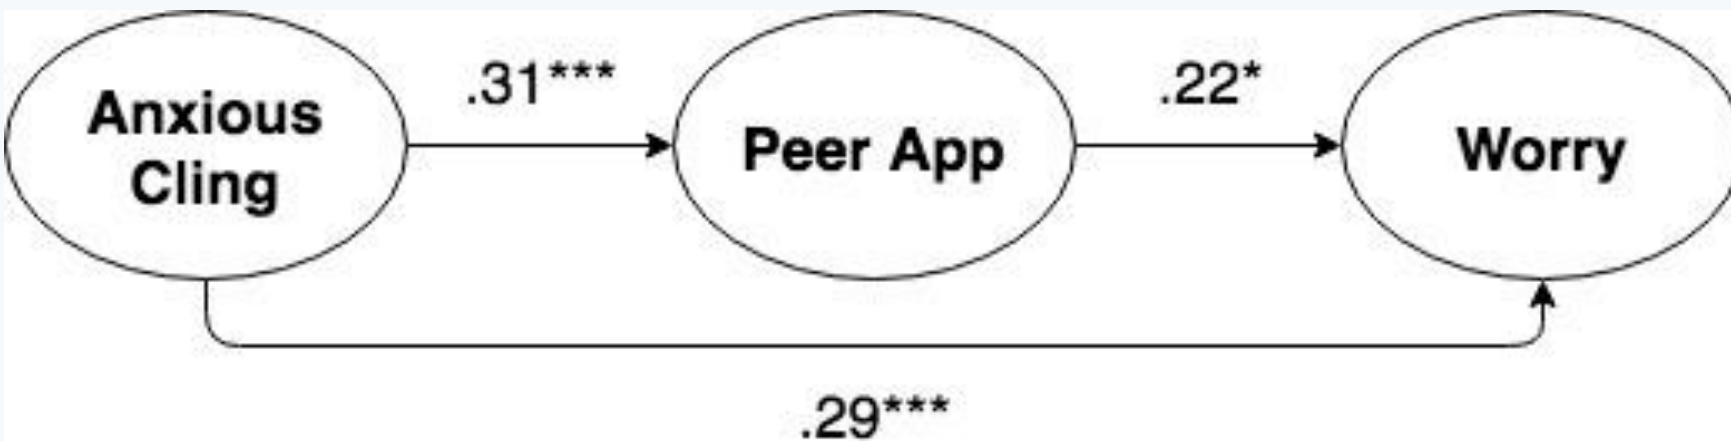 Anxious
Cling
.31***
Peer App
.22*
Worry
.29***